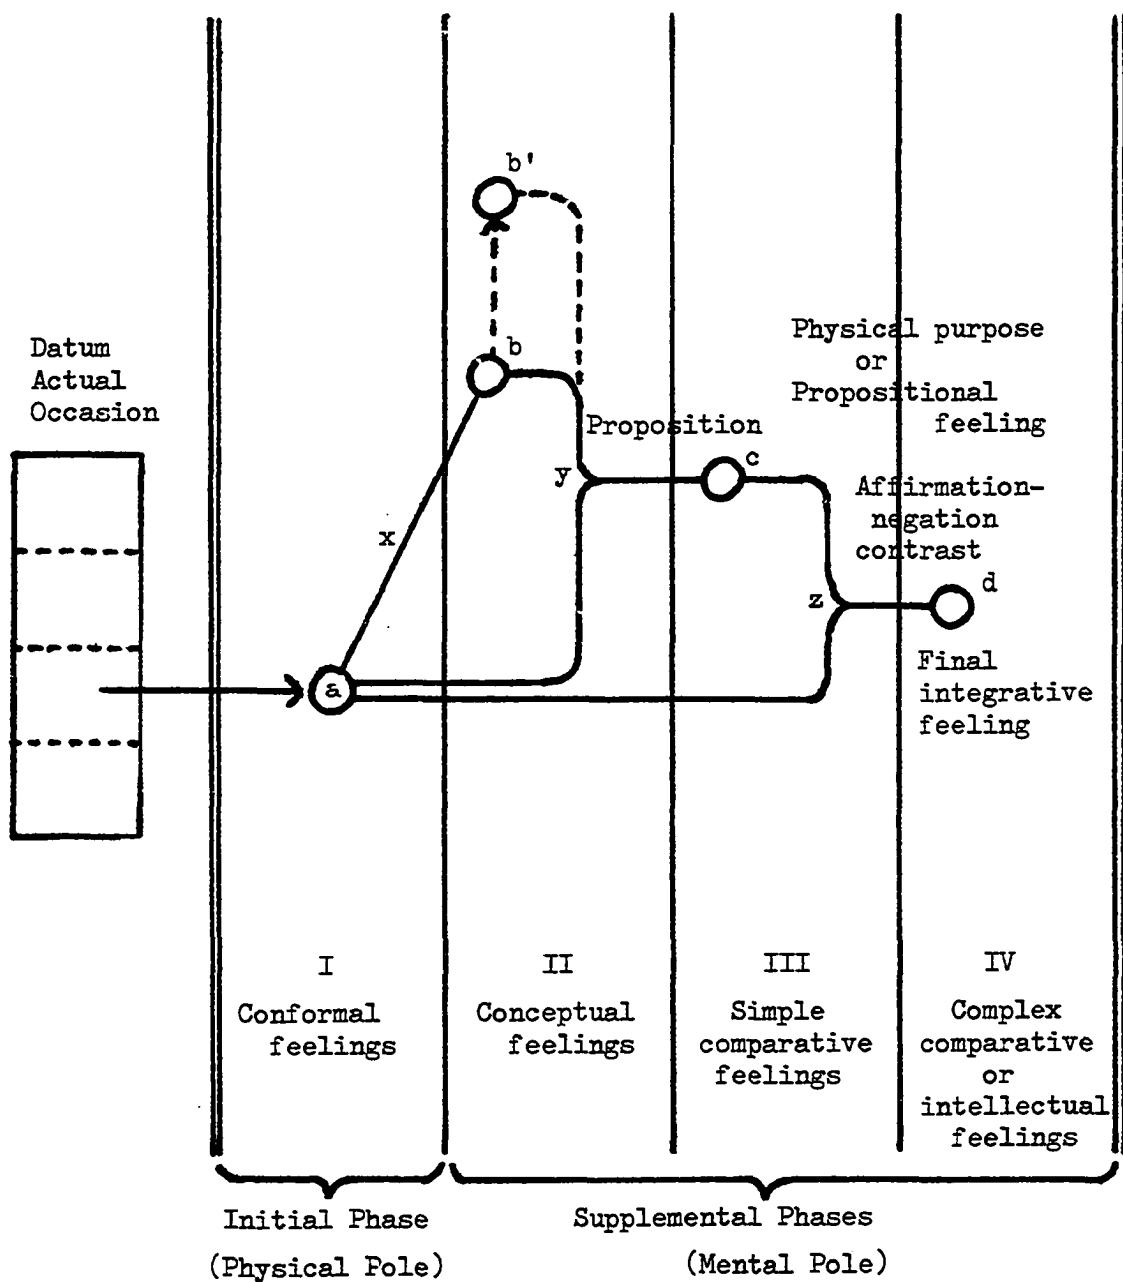 b'
Datum
Actual
Occasion
b
Physical purpose
or
Propositional
feeling
Proposition
c
y
x
Affirmation-
negation
contrast
z
d
a
Final
integrative
feeling
I
Conformal
feelings
II
Conceptual
feelings
III
Simple
comparative
feelings
IV
Complex
comparative
or
intellectual
feelings
Initial Phase
(Physical Pole)
Supplemental Phases
(Mental Pole)